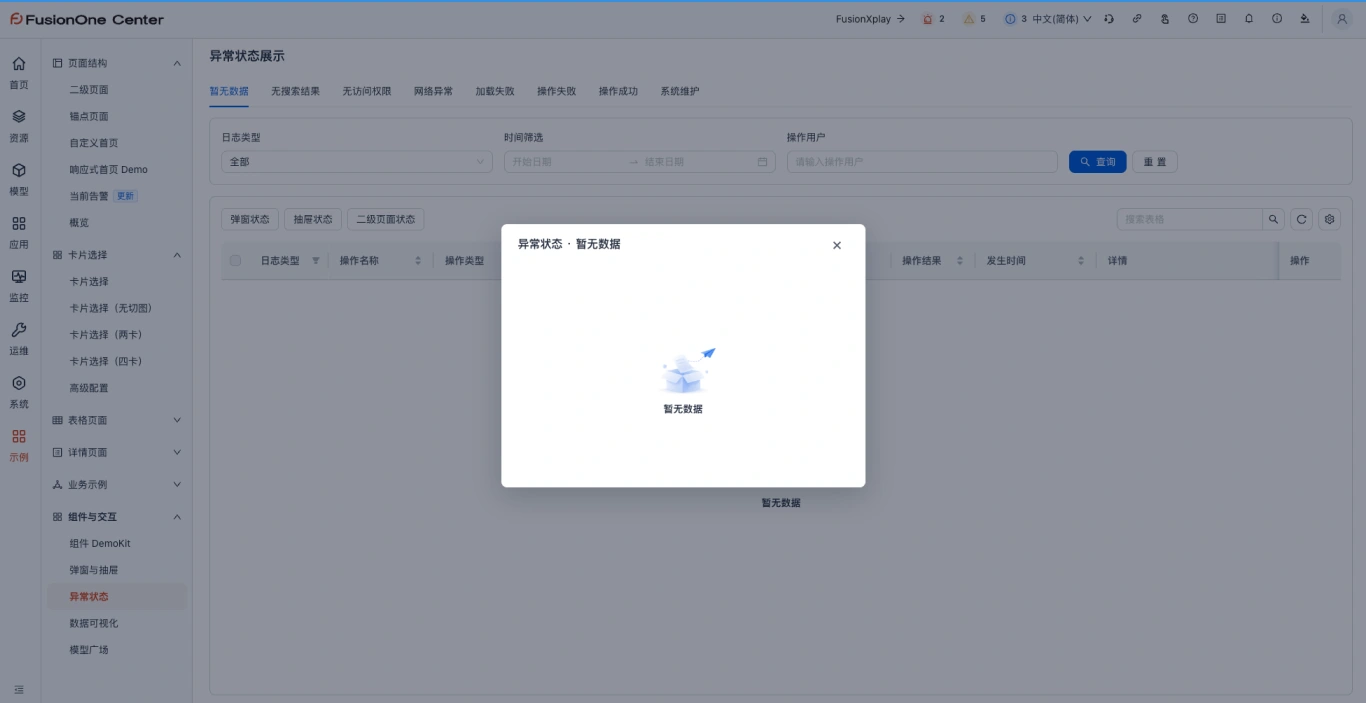 FusionOne Center
FusionXplay → 2 5 3 中文(简体)
首页
资源
模型
应用
监控
运维
系统
示例
页面结构
二级页面
锚点页面
自定义首页
响应式首页 Demo
当前告警 更新
概览
卡片选择
卡片选择
卡片选择（无切图）
卡片选择（两卡）
卡片选择（四卡）
高级配置
表格页面
详情页面
业务示例
组件与交互
组件 DemoKit
弹窗与抽屉
异常状态
数据可视化
模型广场
异常状态展示
暂无数据 无搜索结果 无访问权限 网络异常 加载失败 操作失败 操作成功 系统维护
日志类型 时间筛选 操作用户
全部 开始日期 → 结束日期 请输入操作用户 查询 重置
弹窗状态 抽屉状态 二级页面状态 搜索表格
日志类型 操作名称 操作类型 操作结果 发生时间 详情 操作
异常状态 · 暂无数据
暂无数据
暂无数据